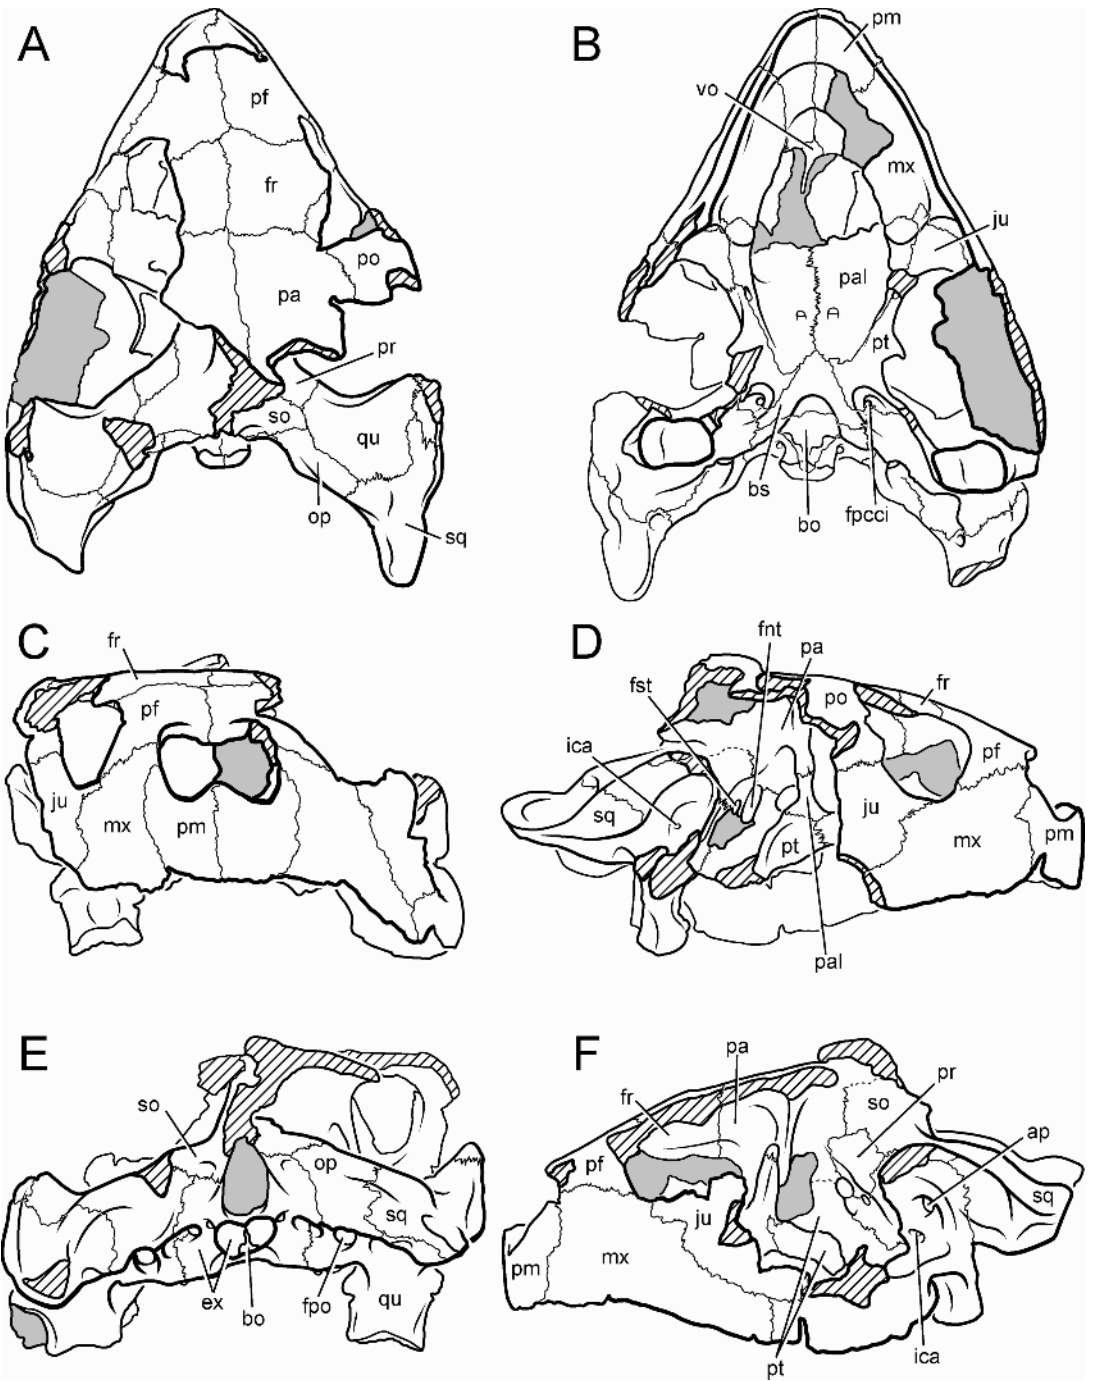 A
pf
fr
po
pa
pr
so
qu
op
sq
B
pm
vo
mx
ju
pal
pt
bs
bo
fpcci
C
fr
pf
ju
mx
pm
D
fnt
pa
fst
po
fr
ica
pf
sq
ju
pt
mx
pm
pal
E
so
op
sq
ex
bo
fpo
qu
F
pa
fr
pr
so
ap
pf
sq
ju
mx
pm
pt
ica